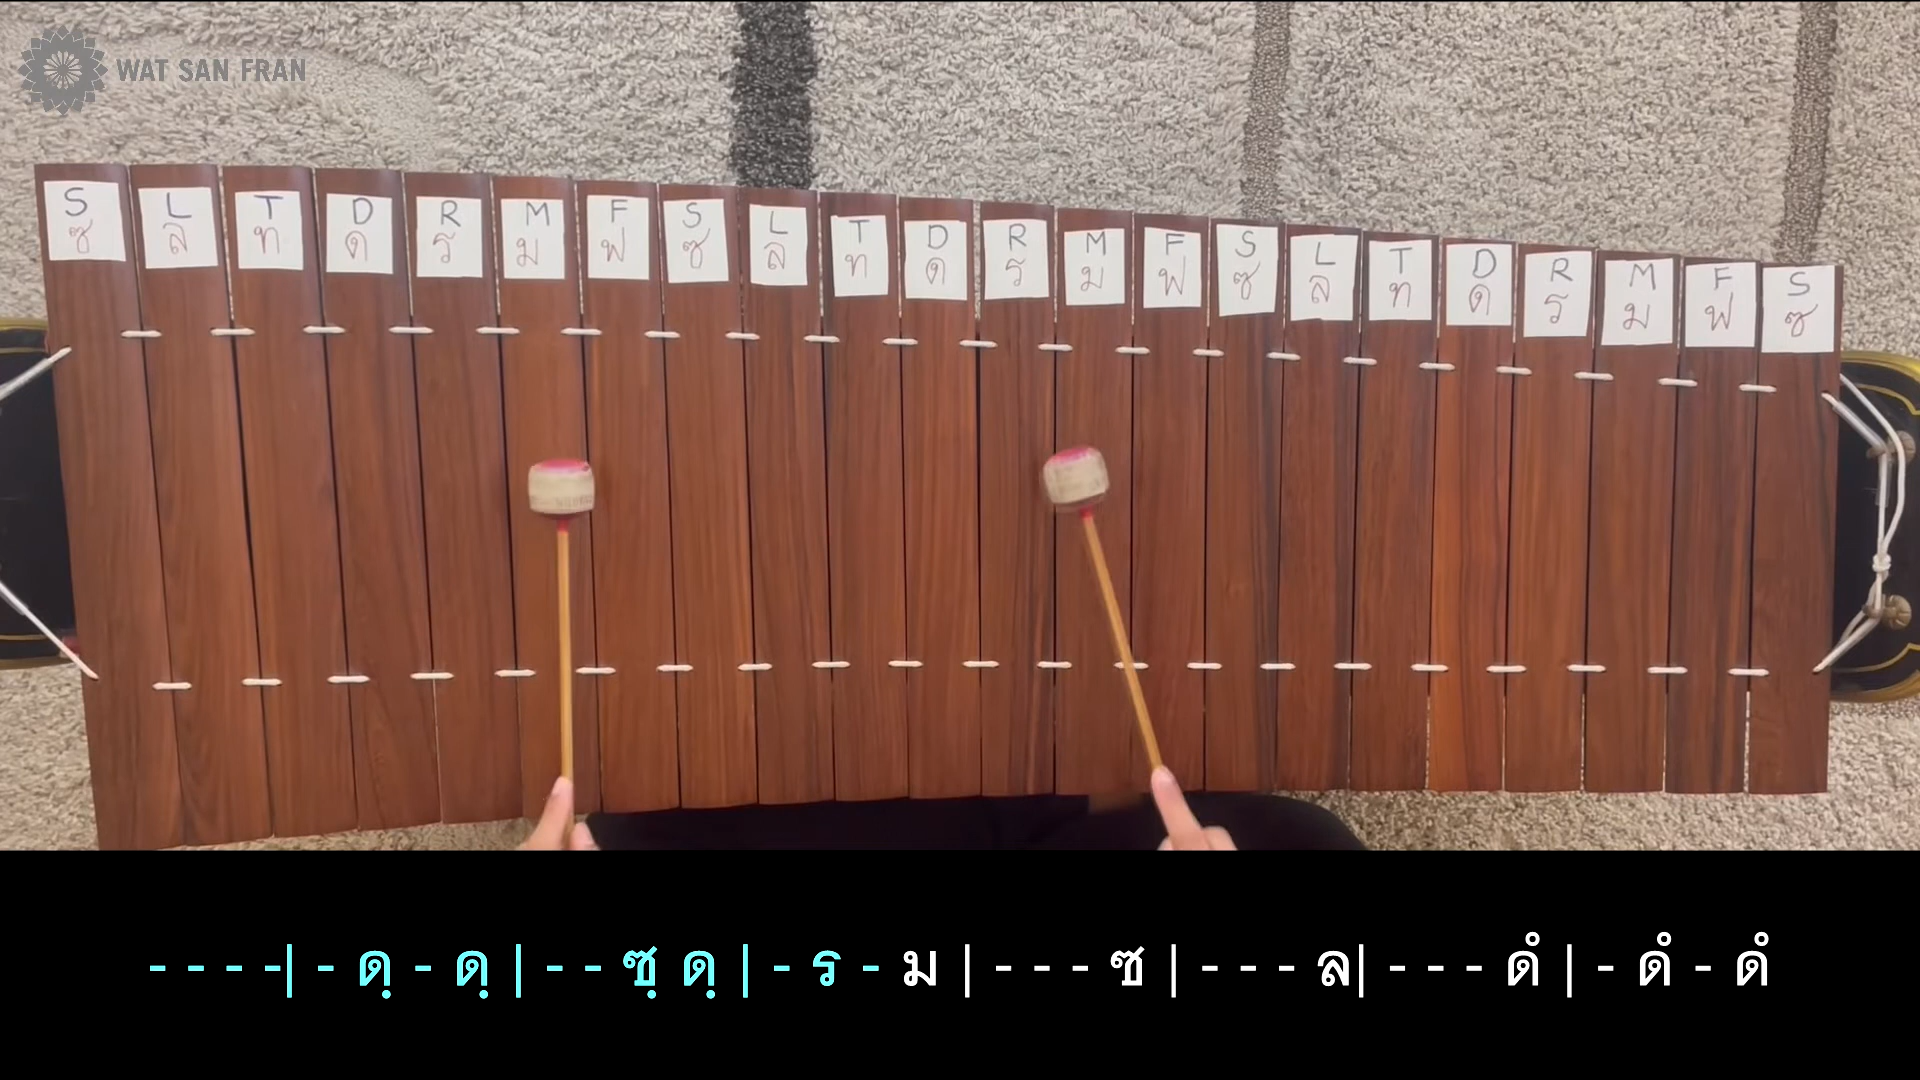 WAT SAN FRAN
S L T D R M F S L T D R M F S L T D R M F S
ซ ล ท ด ร ม ฟ ซ ล ท ด ร ม ฟ ซ ล ท ด ร ม ฟ ซ
- - - -| - ดฺ - ดฺ | - - ซฺ ดฺ | - ร - ม | - - - ซ | - - - ล| - - - ดํ | - ดํ - ดํ